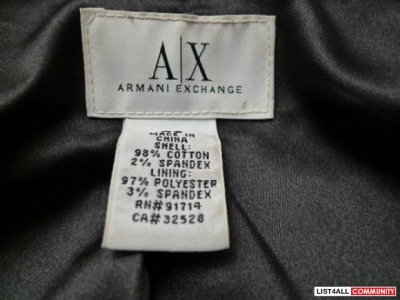 A|X
ARMANI EXCHANGE
MADE IN
CHINA
SHELL:
98% COTTON
2% SPANDEX
LINING:
97% POLYESTER
3% SPANDEX
RN#91714
CA#32528
LIST4ALL COMMUNITY